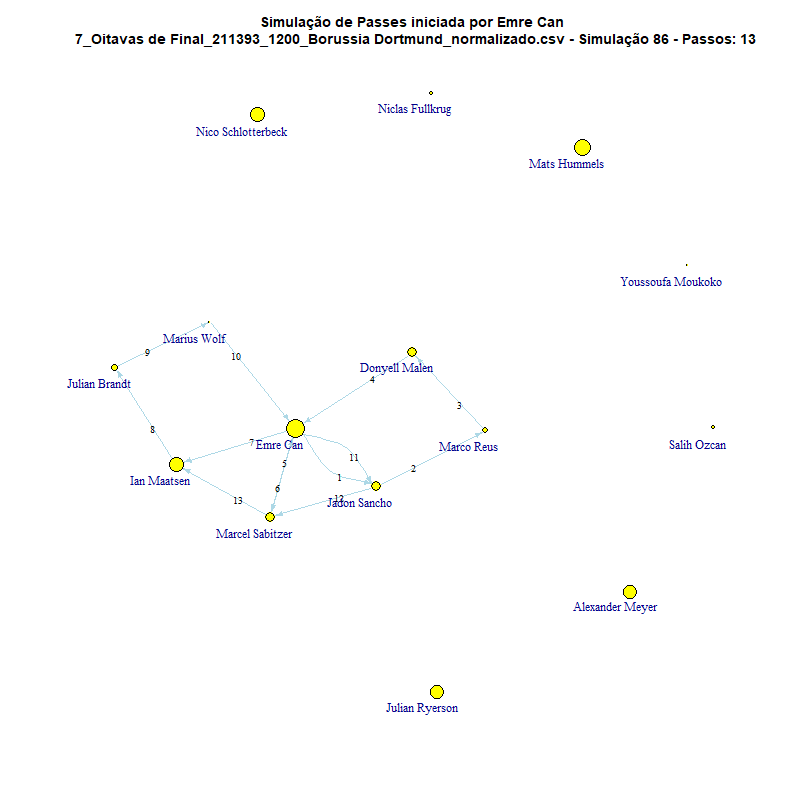 Simulação de Passes iniciada por Emre Can
7_Oitavas de Final_211393_1200_Borussia Dortmund_normalizado.csv - Simulação 86 - Passos: 13
Niclas Fullkrug
Nico Schlotterbeck
Mats Hummels
Youssoufa Moukoko
Marius Wolf
9
10
Donyell Malen
4
Julian Brandt
3
8
7
Emre Can
Marco Reus
Salih Ozcan
11
5
2
1
Ian Maatsen
6
12
13
Jadon Sancho
Marcel Sabitzer
Alexander Meyer
Julian Ryerson